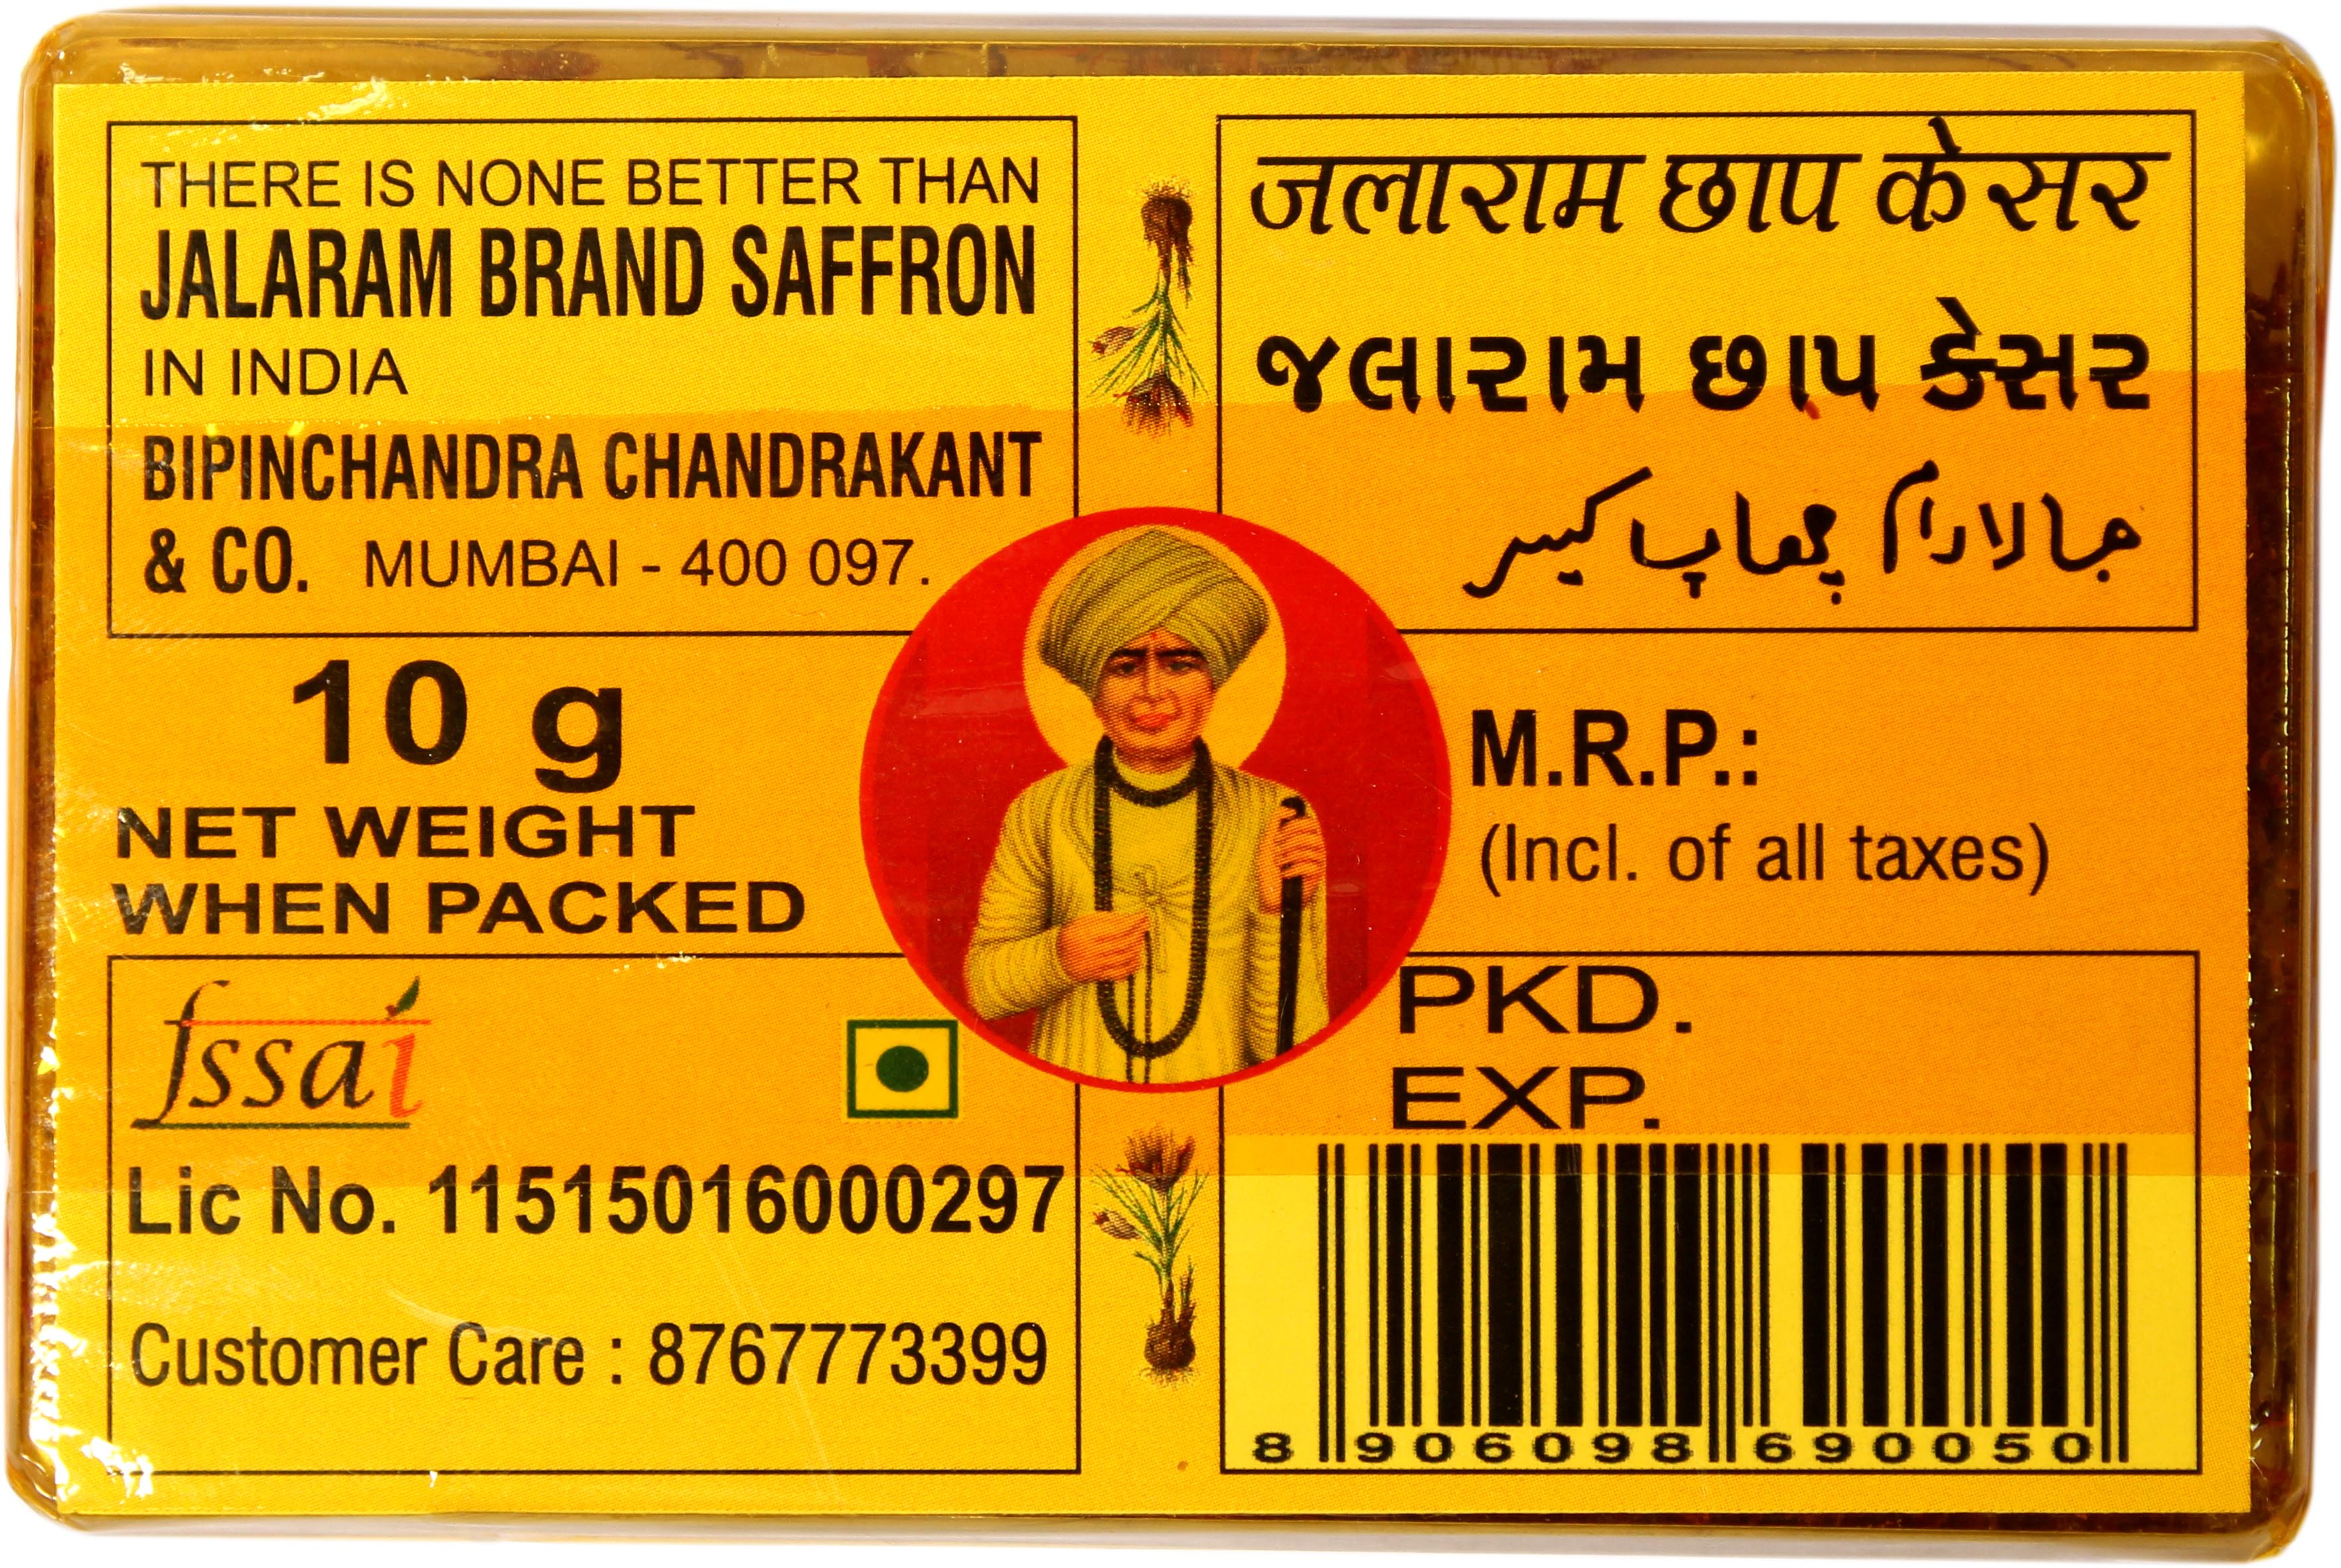 THERE IS NONE BETTER THAN
JALARAM BRAND SAFFRON
IN INDIA
BIPINCHANDRA CHANDRAKANT
& CO. MUMBAI - 400 097.
जलाराम छाप केसर
જલારામ છાપ કેસર
جالارام چھاپ کیسر
10 g
NET WEIGHT
WHEN PACKED
M.R.P.:
(Incl. of all taxes)
fssai
Lic No. 11515016000297
Customer Care : 8767773399
PKD.
EXP.
8 906098 690050